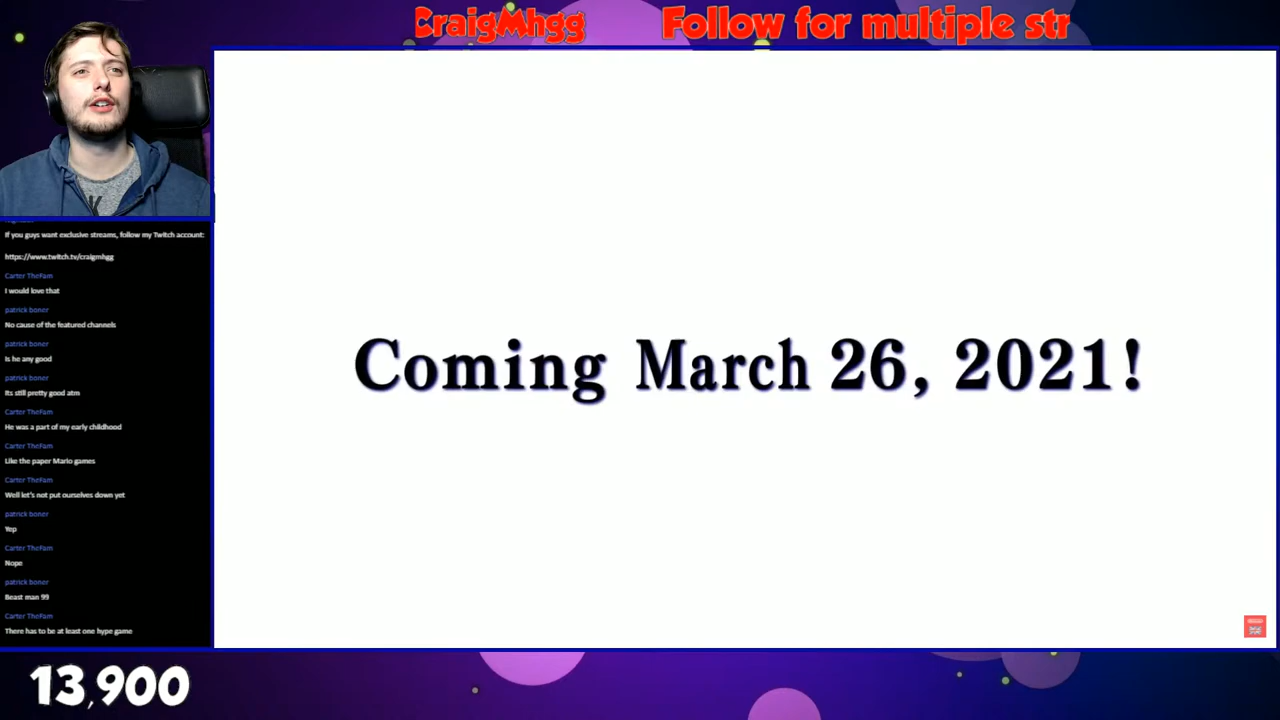 CraigMhgg Follow for multiple str
If you guys want exclusive streams, follow my Twitch account:
https://www.twitch.tv/craigmhgg
Carter TheFam
I would love that
patrick boner
No cause of the featured channels
patrick boner
Is he any good
patrick boner
Its still pretty good atm
Carter TheFam
He was a part of my early childhood
Carter TheFam
Like the paper Mario games
Carter TheFam
Well let's not put ourselves down yet
patrick boner
Yep
Carter TheFam
Nope
patrick boner
Beast man 99
Carter TheFam
There has to be at least one hype game
Coming March 26, 2021!
13,900